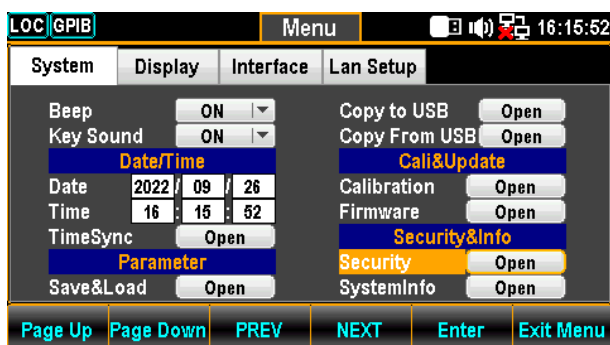 LOC GPIB Menu 16:15:52
System Display Interface Lan Setup
Beep ON
Key Sound ON
Date/Time
Date 2022 / 09 / 26
Time 16 : 15 : 52
TimeSync Open
Parameter
Save&Load Open
Copy to USB Open
Copy From USB Open
Cali&Update
Calibration Open
Firmware Open
Security&Info
Security Open
SystemInfo Open
Page Up Page Down PREV NEXT Enter Exit Menu